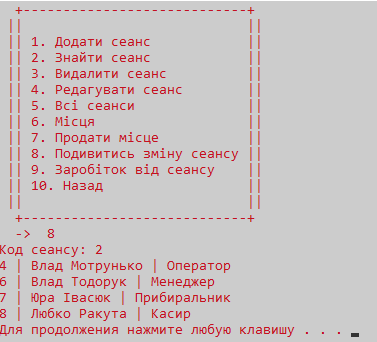 +----------------------------+
||                            ||
|| 1. Додати сеанс            ||
|| 2. Знайти сеанс            ||
|| 3. Видалити сеанс          ||
|| 4. Редагувати сеанс        ||
|| 5. Всі сеанси              ||
|| 6. Місця                   ||
|| 7. Продати місце           ||
|| 8. Подивитись зміну сеансу ||
|| 9. Заробіток от сеансу     ||
|| 10. Назад                  ||
||                            ||
+----------------------------+
-> 8
Код сеансу: 2
4 | Влад Мотрунько | Оператор
6 | Влад Тодорук | Менеджер
7 | Юра Івасюк | Прибиральник
8 | Любко Ракута | Касир
Для продолжения нажмите любую клавишу . . .